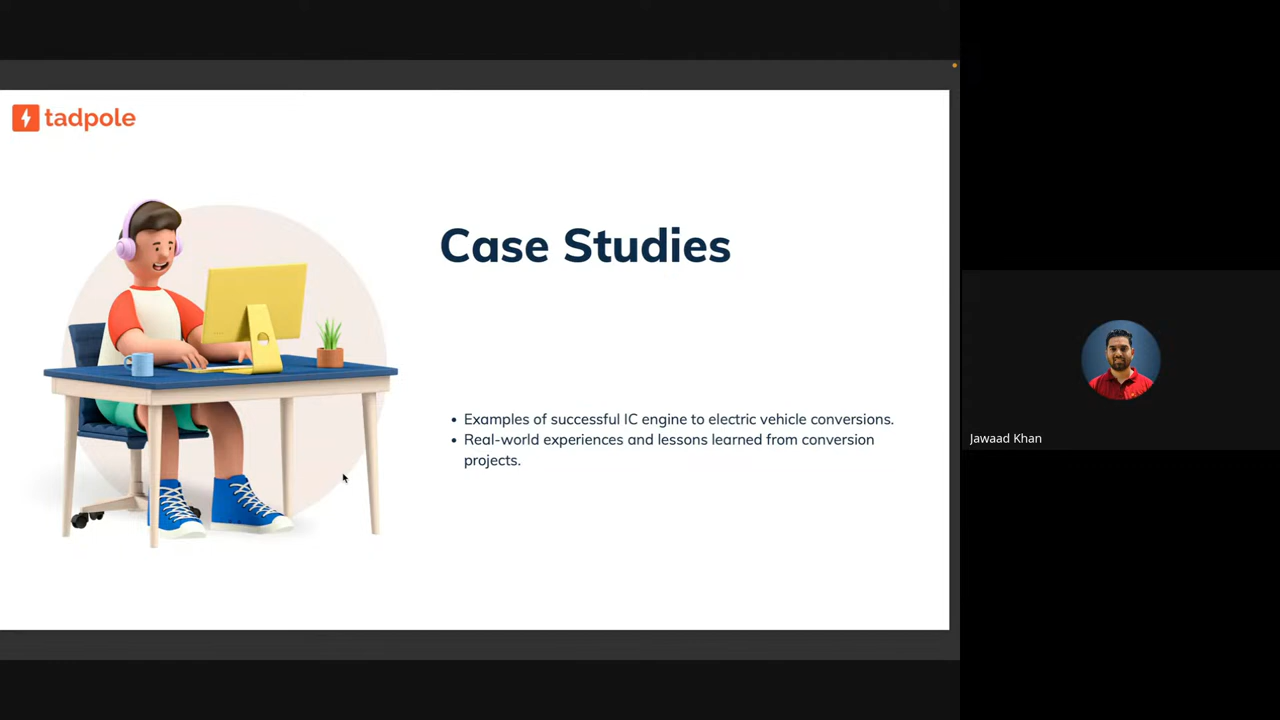 tadpole
Case Studies
• Examples of successful IC engine to electric vehicle conversions.
• Real-world experiences and lessons learned from conversion
projects.
Jawaad Khan